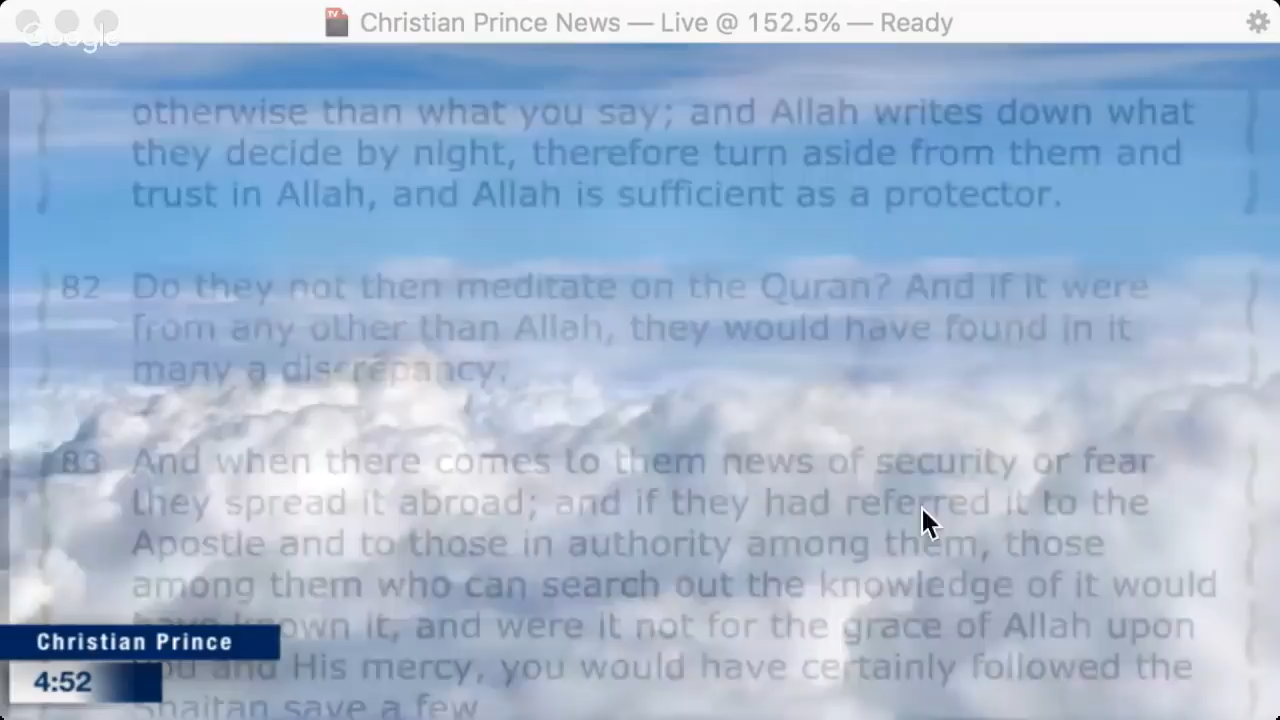 Christian Prince News — Live @ 152.5% — Ready
Google
otherwise than what you say; and Allah writes down what
they decide by night, therefore turn aside from them and
trust in Allah, and Allah is sufficient as a protector.
82 Do they not then meditate on the Quran? And if it were
from any other than Allah, they would have found in it
many a discrepancy.
83 And when there comes to them news of security or fear
they spread it abroad; and if they had referred it to the
Apostle and to those in authority among them, those
among them who can search out the knowledge of it would
have known it, and were it not for the grace of Allah upon
you and His mercy, you would have certainly followed the
Shaitan save a few
Christian Prince
4:52